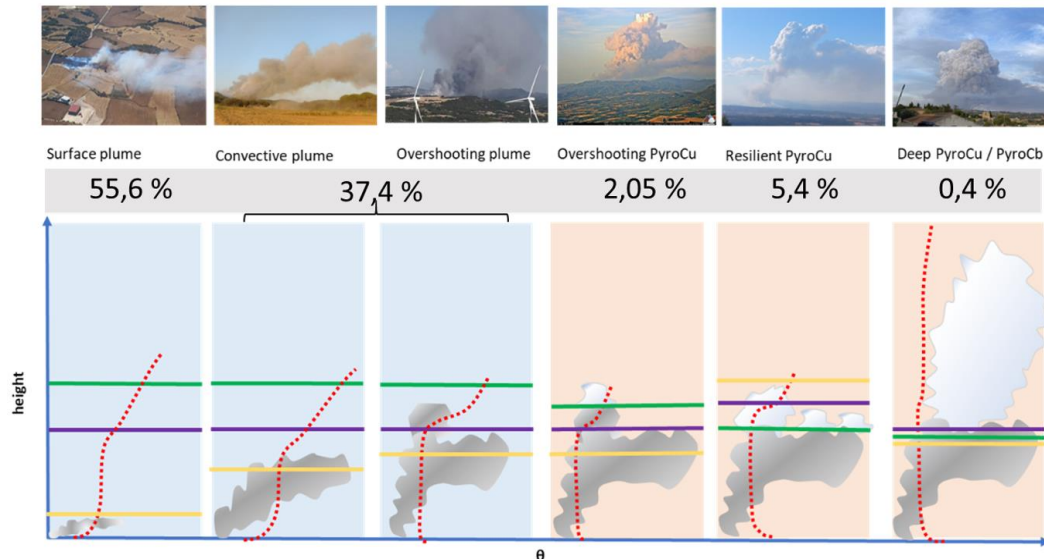 Surface plume
Convective plume
Overshooting plume
Overshooting PyroCu
Resilient PyroCu
Deep PyroCu / PyroCb
55,6 %
37,4 %
2,05 %
5,4 %
0,4 %
height
θ